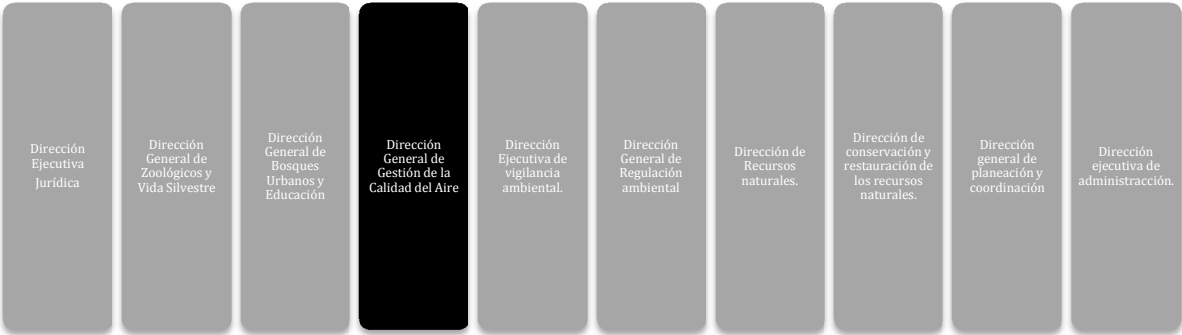 Dirección
Ejecutiva
Jurídica
Dirección
General de
Zoológicos y
Vida Silvestre
Dirección
General de
Bosques
Urbanos y
Educación
Dirección
General de
Gestión de la
Calidad del Aire
Dirección
Ejecutiva de
vigilancia
ambiental.
Dirección
General de
Regulación
ambiental
Dirección de
Recursos
naturales.
Dirección de
conservación y
restauración de
los recursos
naturales.
Dirección
general de
planeación y
coordinación
Dirección
ejecutiva de
administracción.